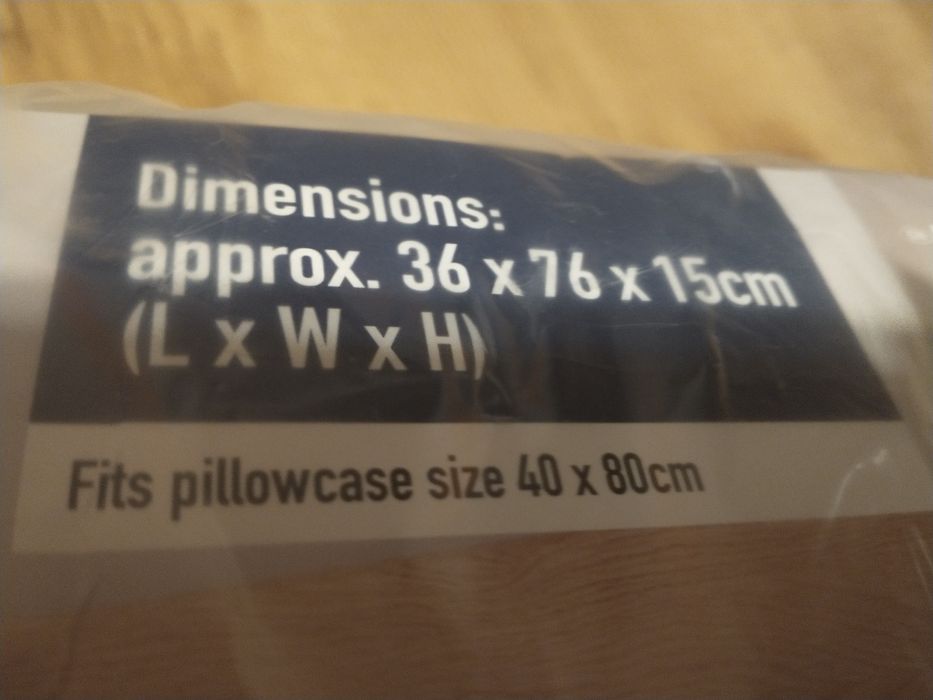 Dimensions:
approx. 36 x 76 x 15cm
(L x W x H)
Fits pillowcase size 40 x 80cm